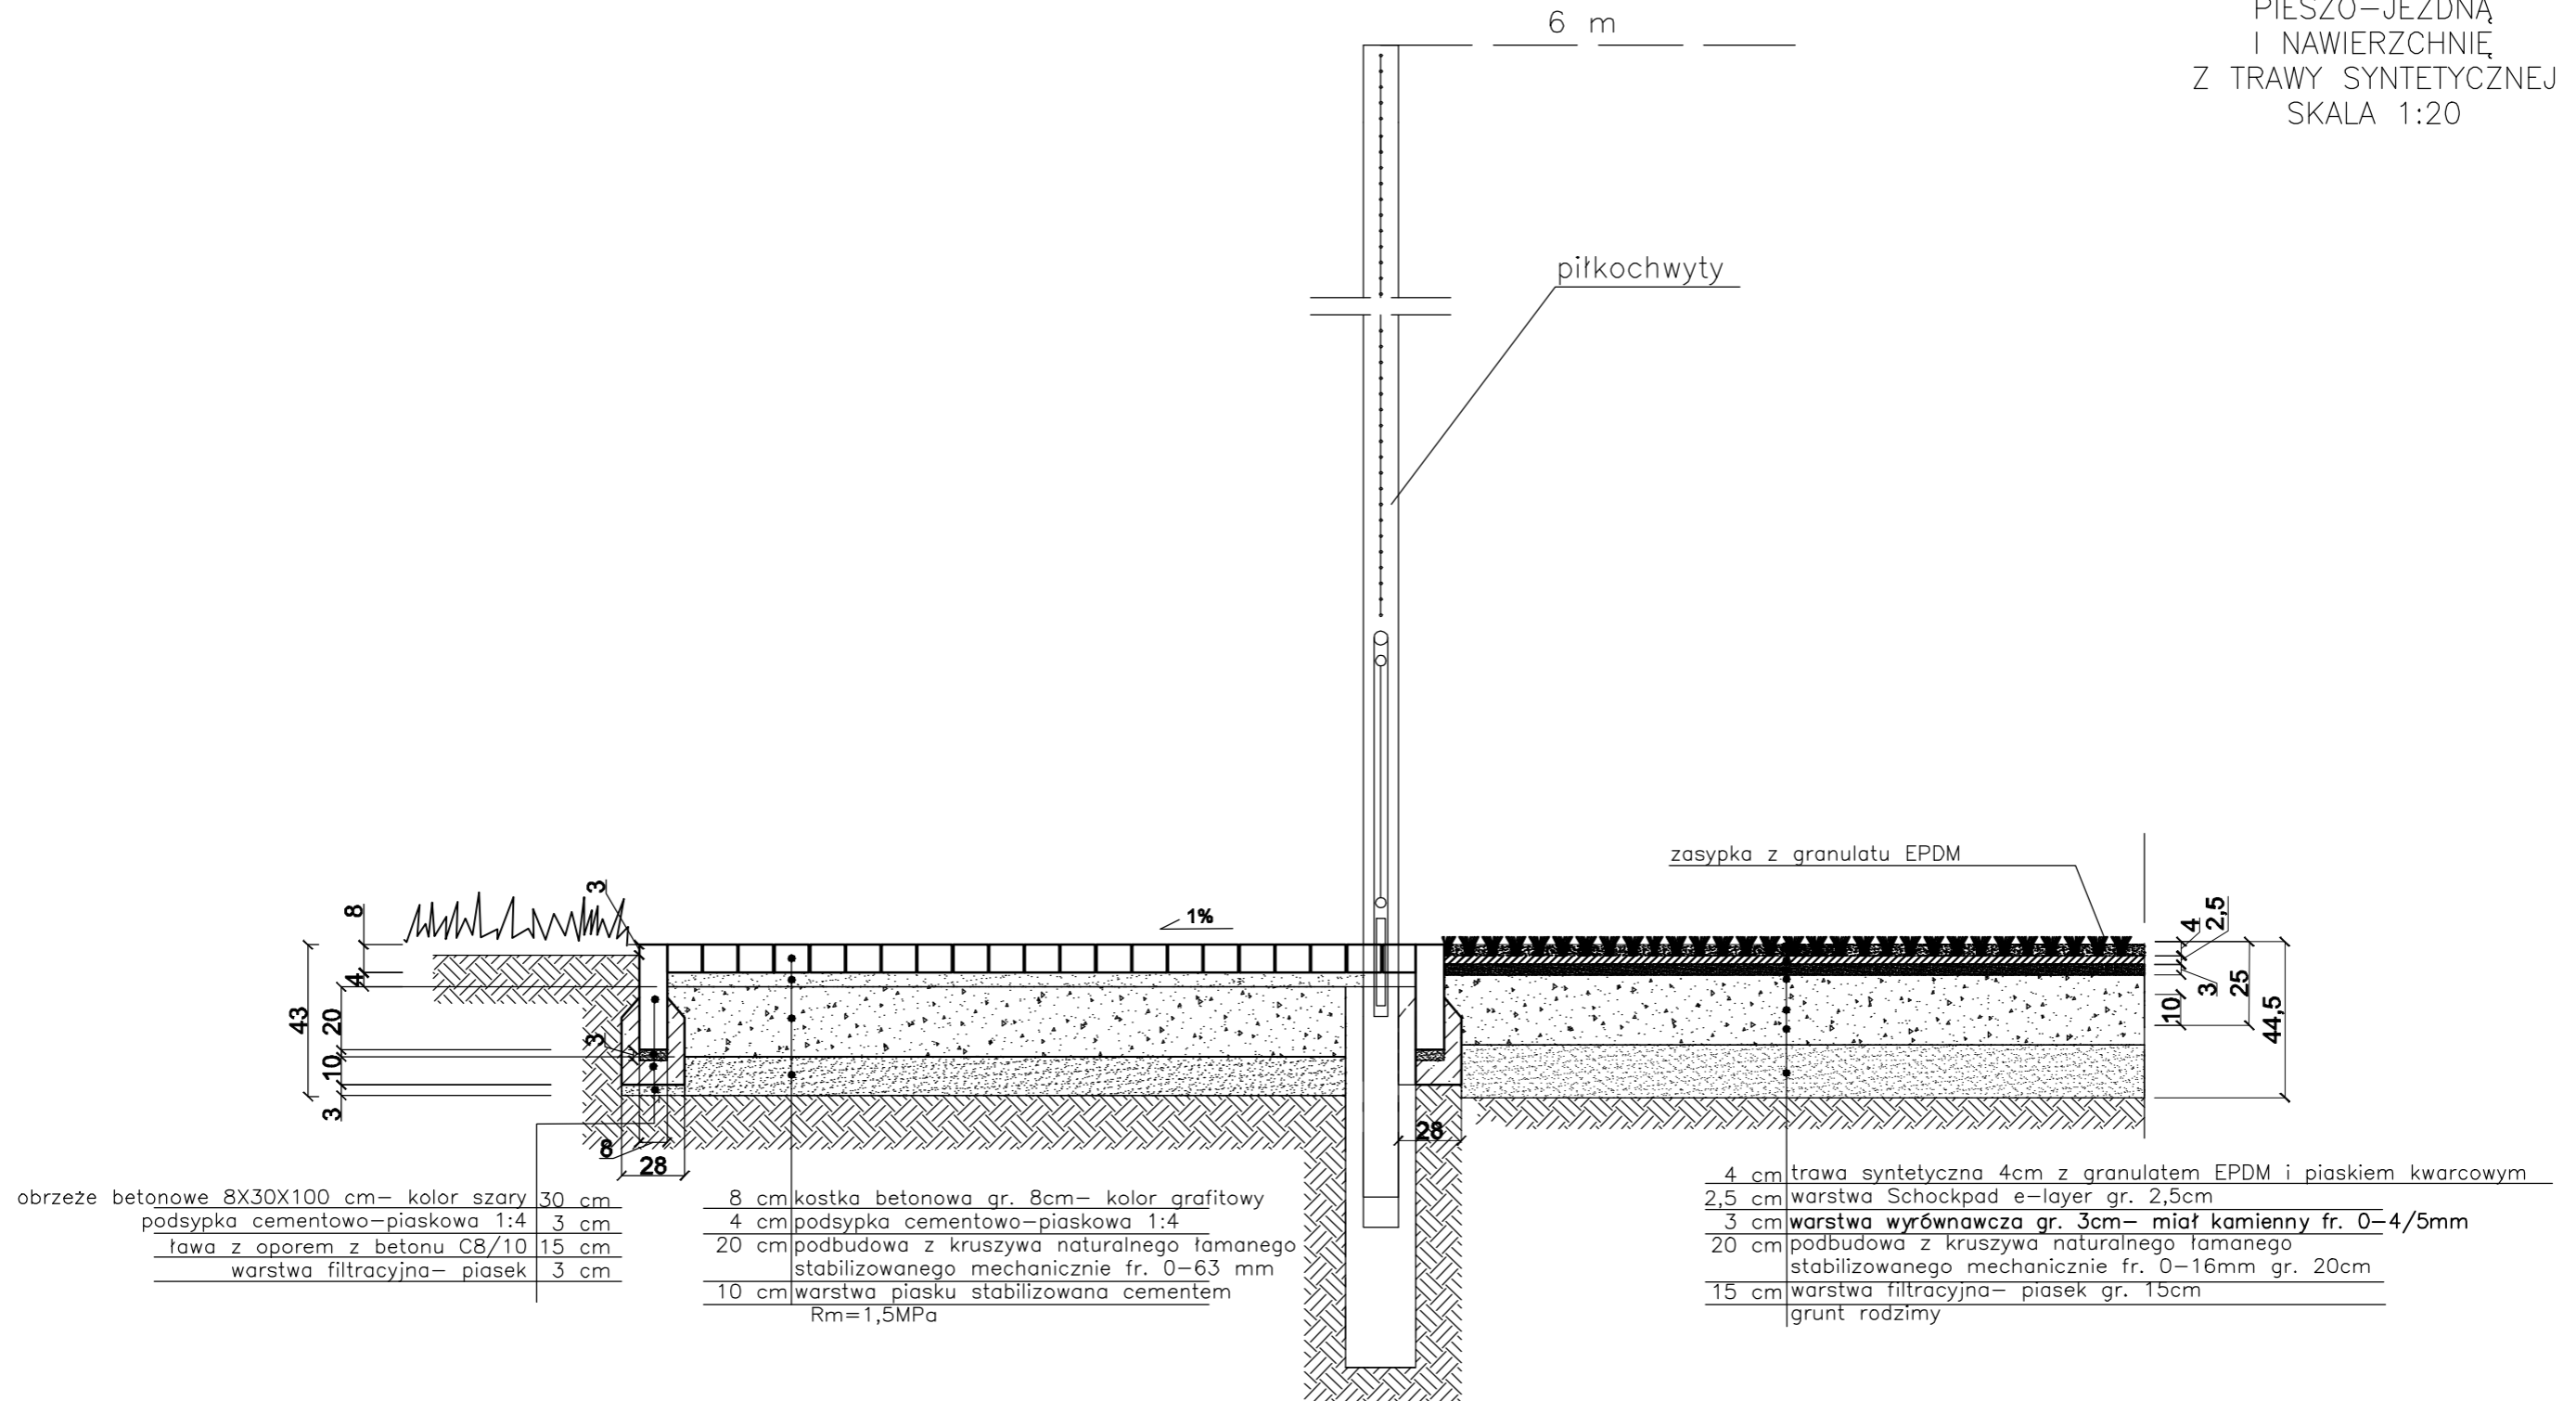 6 m
PIESZO-JEZDNĄ
I NAWIERZCHNIĘ
Z TRAWY SYNTETYCZNEJ
SKALA 1:20
piłkochwyty
zasypka z granulatu EPDM
1%
3
8
4
43
20
10
3
3
8
28
28
4
2,5
3
10
25
44,5
obrzeże betonowe 8X30X100 cm- kolor szary 30 cm
podsypka cementowo-piaskowa 1:4 3 cm
ława z oporem z betonu C8/10 15 cm
warstwa filtracyjna- piasek 3 cm
8 cm kostka betonowa gr. 8cm- kolor grafitowy
4 cm podsypka cementowo-piaskowa 1:4
20 cm podbudowa z kruszywa naturalnego łamanego
stabilizowanego mechanicznie fr. 0-63 mm
10 cm warstwa piasku stabilizowana cementem
Rm=1,5MPa
4 cm trawa syntetyczna 4cm z granulatem EPDM i piaskiem kwarcowym
2,5 cm warstwa Schockpad e-layer gr. 2,5cm
3 cm warstwa wyrównawcza gr. 3cm- miał kamienny fr. 0-4/5mm
20 cm podbudowa z kruszywa naturalnego łamanego
stabilizowanego mechanicznie fr. 0-16mm gr. 20cm
15 cm warstwa filtracyjna- piasek gr. 15cm
grunt rodzimy